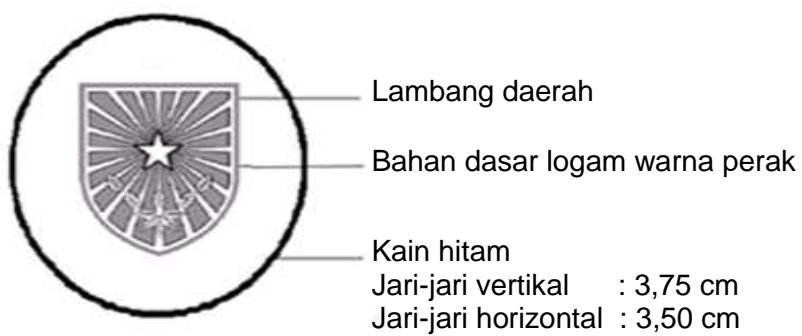 Lambang daerah
Bahan dasar logam warna perak
Kain hitam
Jari-jari vertikal : 3,75 cm
Jari-jari horizontal : 3,50 cm